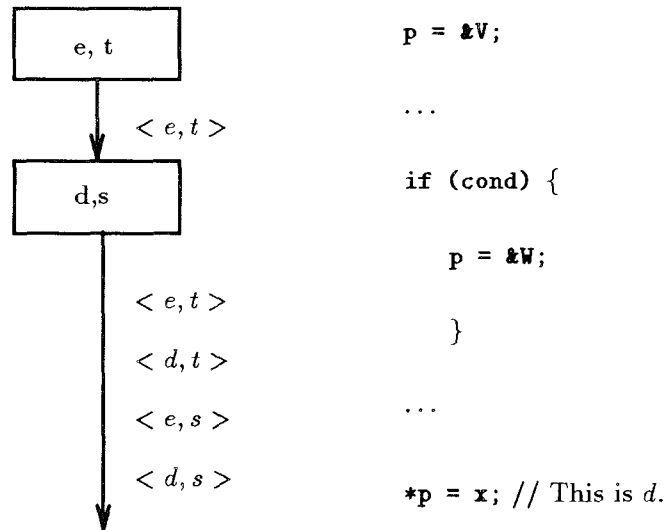 e, t
< e, t >
d,s
< e, t >
< d, t >
< e, s >
< d, s >
p = &V;
...
if (cond) {
p = &W;
}
...
*p = x; // This is d.